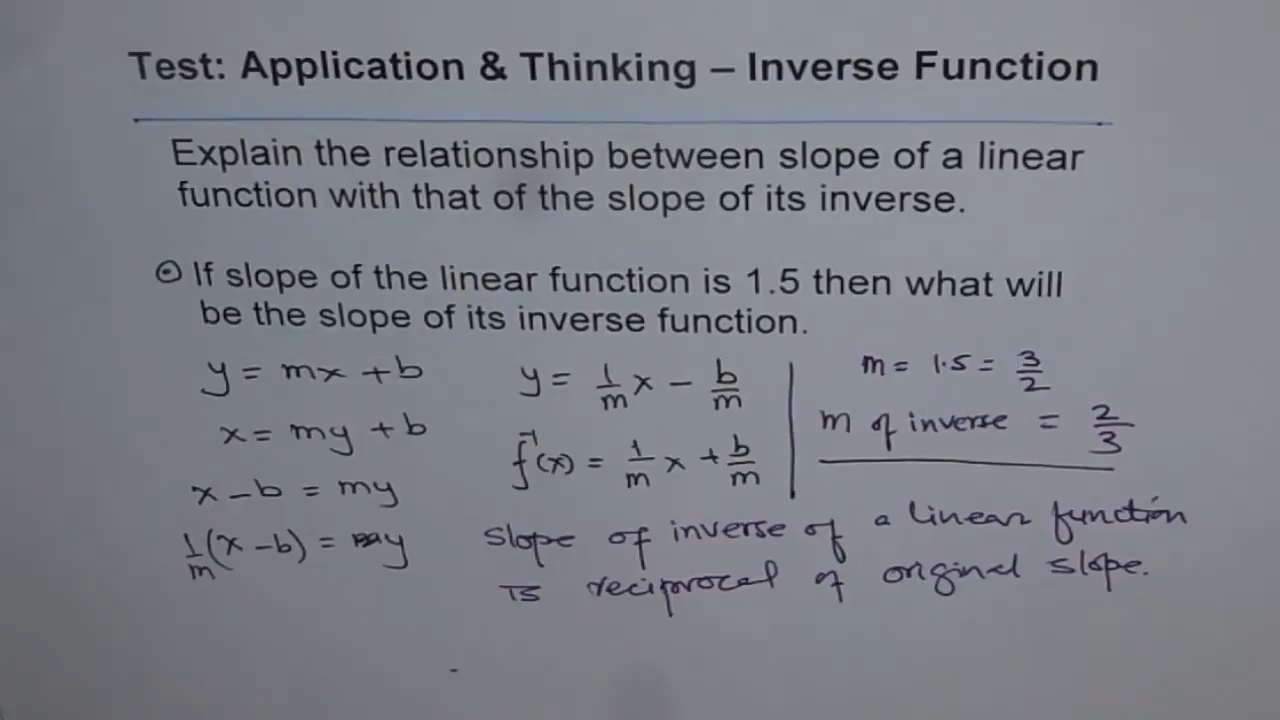 Test: Application & Thinking – Inverse Function
Explain the relationship between slope of a linear
function with that of the slope of its inverse.
⊙ If slope of the linear function is 1.5 then what will
be the slope of its inverse function.
y = mx + b
x = my + b
x - b = my
1/m (x - b) = y
y = 1/m x - b/m
f⁻¹(x) = 1/m x + b/m
m = 1.5 = 3/2
m of inverse = 2/3
Slope of inverse of a linear function
is reciprocal of original slope.